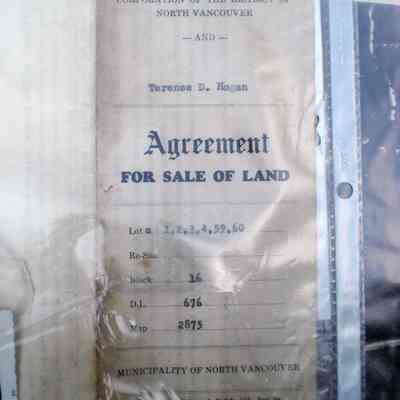 CORPORATION OF THE DISTRICT OF
NORTH VANCOUVER
— AND —
Terence D. Hogan
Agreement
FOR SALE OF LAND
Lots 1,2,3,4,59,60
Re-Sub.
Block 16
D.L. 676
Map 2875
MUNICIPALITY OF NORTH VANCOUVER